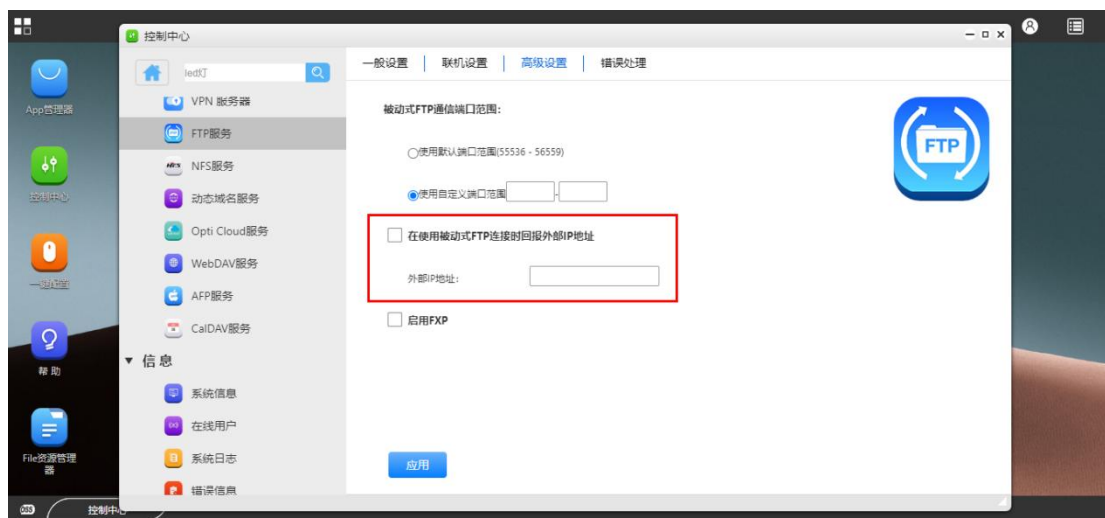 控制中心
App管理器
控制中心
帮助
File资源管理
器
控制中心
led灯
VPN 服务器
FTP服务
NFS服务
动态域名服务
Opti Cloud服务
WebDAV服务
AFP服务
CalDAV服务
信息
系统信息
在线用户
系统日志
错误信息
一般设置 | 联机设置 | 高级设置 | 错误处理
被动式FTP通信端口范围：
使用默认端口范围(55536 - 56559)
使用自定义端口范围 -
在使用被动式FTP连接时回报外部IP地址
外部IP地址：
启用FXP
应用
FTP